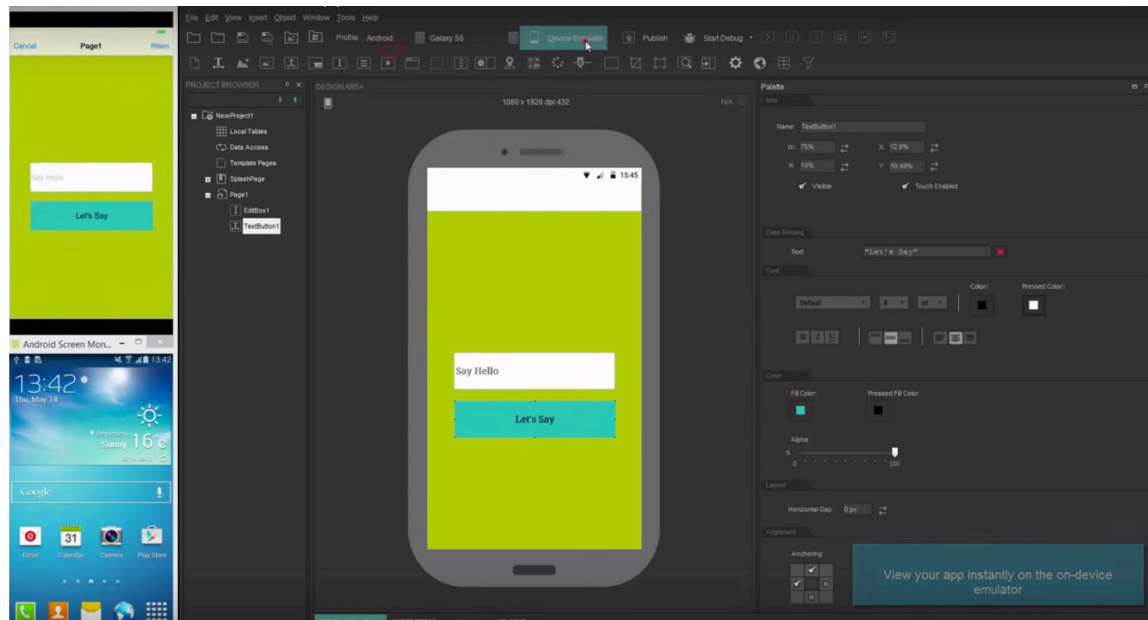 Cancel Page1 RItem
Say Hello
Let's Say
Android Screen Mon...
13:42
13:42
Thu, May 14
Sunny 16°c
Google
31
Email Calendar Camera Play Store
File Edit View Insert Object Window Tools Help
Profile: Android Galaxy S5 Device Emulator Publish Start Debug
PROJECT BROWSER
NewProject1
Local Tables
Data Access
Template Pages
SplashPage
Page1
EditBox1
TextButton1
DESIGN AREA
1080 x 1920 dpi:432 N/A
15:45
Say Hello
Let's Say
Palette
Info
Name: TextButton1
W: 75% X: 12.8%
H: 10% Y: 59.49%
Visible Touch Enabled
Data Binding
Text: "Let's Say"
Font
Color: Pressed Color:
Default 8 pt
B I U
Color
Fill Color: Pressed Fill Color:
Alpha:
%
0 100
Layout
Horizontal Gap: 0 px
Alignment
Anchoring:
View your app instantly on the on-device
emulator